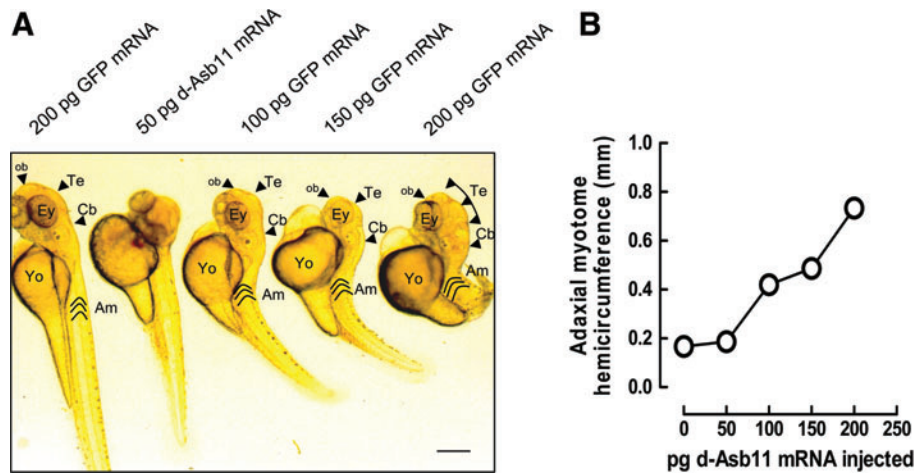 A
200 pg GFP mRNA
50 pg d-Asb11 mRNA
100 pg GFP mRNA
150 pg GFP mRNA
200 pg GFP mRNA
ob Te Ey Cb Yo Am
ob Te Ey Cb Yo Am
ob Te Ey Cb Yo Am
ob Te Ey Cb Yo Am
B
Adaxial myotome
hemicircumference (mm)
1.0
0.8
0.6
0.4
0.2
0.0
0 50 100 150 200 250
pg d-Asb11 mRNA injected